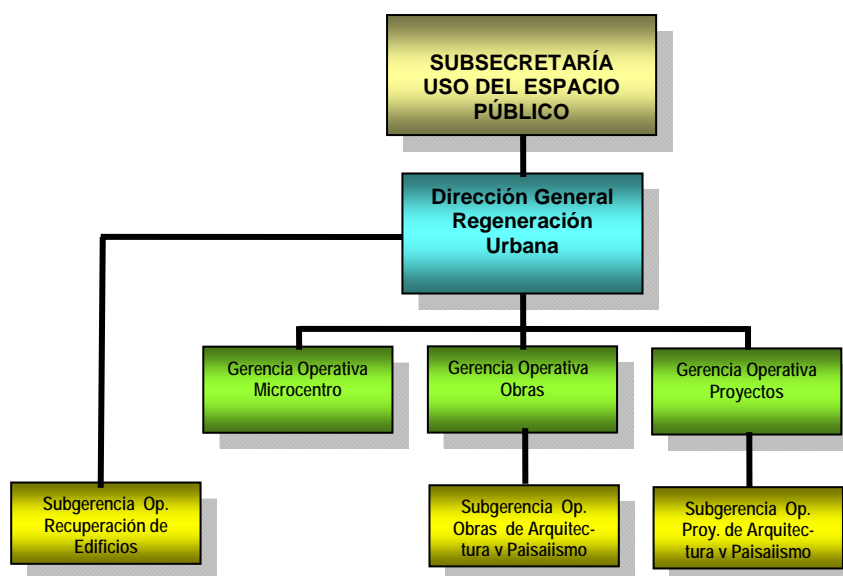 SUBSECRETARÍA
USO DEL ESPACIO
PÚBLICO
Dirección General
Regeneración
Urbana
Gerencia Operativa
Microcentro
Gerencia Operativa
Obras
Gerencia Operativa
Proyectos
Subgerencia Op.
Recuperación de
Edificios
Subgerencia Op.
Obras de Arquitec-
tura y Paisajismo
Subgerencia Op.
Proy. de Arquitec-
tura y Paisajismo